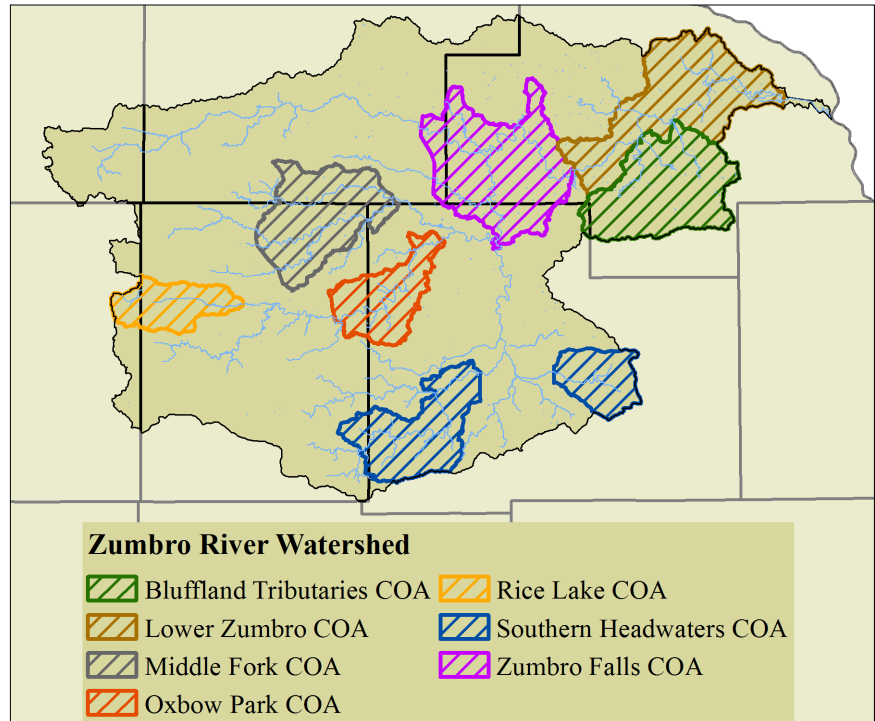 Zumbro River Watershed
Bluffland Tributaries COA
Rice Lake COA
Lower Zumbro COA
Southern Headwaters COA
Middle Fork COA
Zumbro Falls COA
Oxbow Park COA